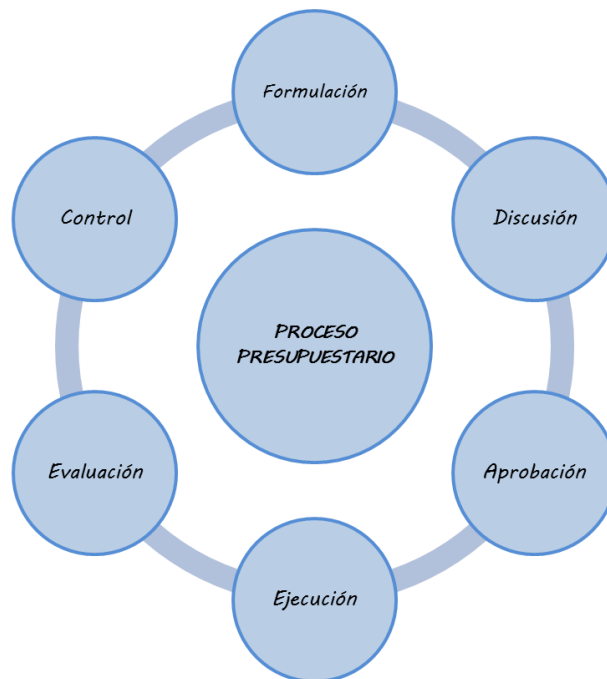 Formulación
Control
Discusión
PROCESO
PRESUPUESTARIO
Evaluación
Aprobación
Ejecución